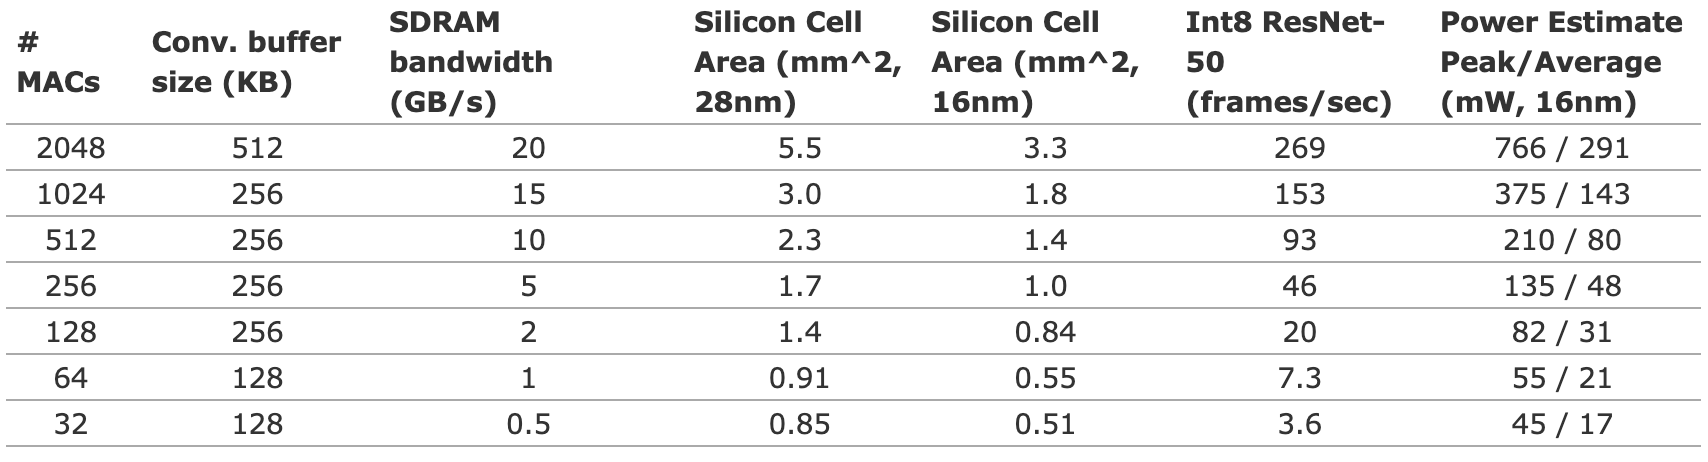 # MACs	Conv. buffer size (KB)	SDRAM bandwidth (GB/s)	Silicon Cell Area (mm^2, 28nm)	Silicon Cell Area (mm^2, 16nm)	Int8 ResNet-50 (frames/sec)	Power Estimate Peak/Average (mW, 16nm)
2048	512	20	5.5	3.3	269	766 / 291
1024	256	15	3.0	1.8	153	375 / 143
512	256	10	2.3	1.4	93	210 / 80
256	256	5	1.7	1.0	46	135 / 48
128	256	2	1.4	0.84	20	82 / 31
64	128	1	0.91	0.55	7.3	55 / 21
32	128	0.5	0.85	0.51	3.6	45 / 17